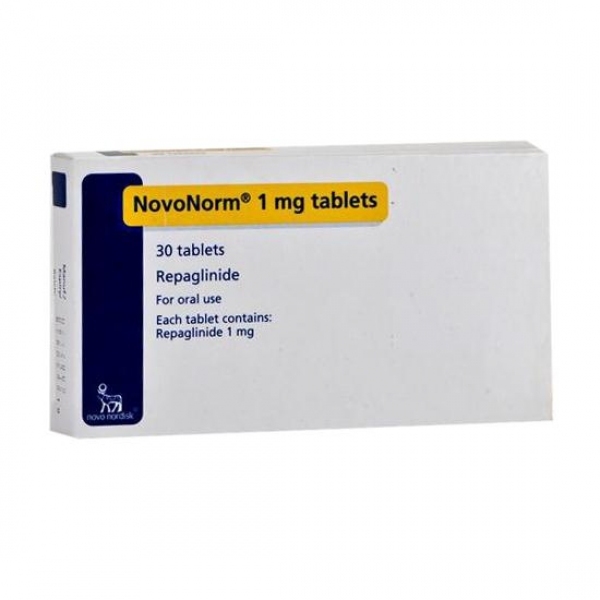 NovoNorm® 1 mg tablets
30 tablets
Repaglinide
For oral use
Each tablet contains:
Repaglinide 1 mg
novo nordisk